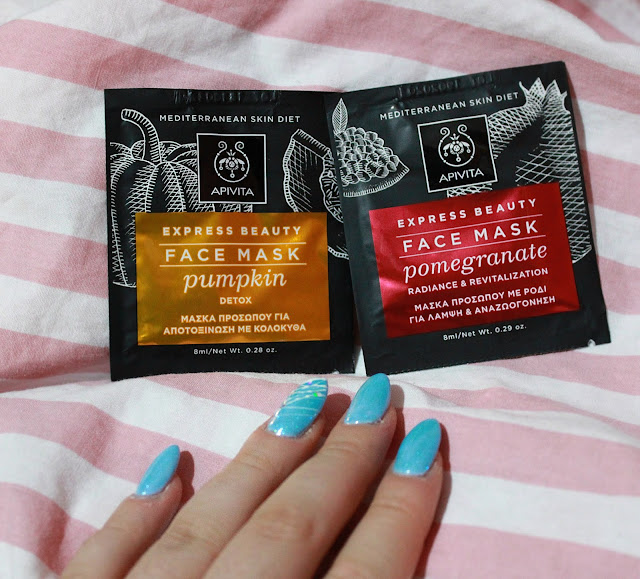 MEDITERRANEAN SKIN DIET
APIVITA
EXPRESS BEAUTY
FACE MASK
pumpkin
DETOX
ΜΑΣΚΑ ΠΡΟΣΩΠΟΥ ΓΙΑ
ΑΠΟΤΟΞΙΝΩΣΗ ΜΕ ΚΟΛΟΚΥΘΑ
8ml/Net Wt. 0.28 oz.
MEDITERRANEAN SKIN DIET
APIVITA
EXPRESS BEAUTY
FACE MASK
pomegranate
RADIANCE & REVITALIZATION
ΜΑΣΚΑ ΠΡΟΣΩΠΟΥ ΜΕ ΡΟΔΙ
ΓΙΑ ΛΑΜΨΗ & ΑΝΑΖΩΟΓΟΝΗΣΗ
8ml/Net Wt. 0.29 oz.